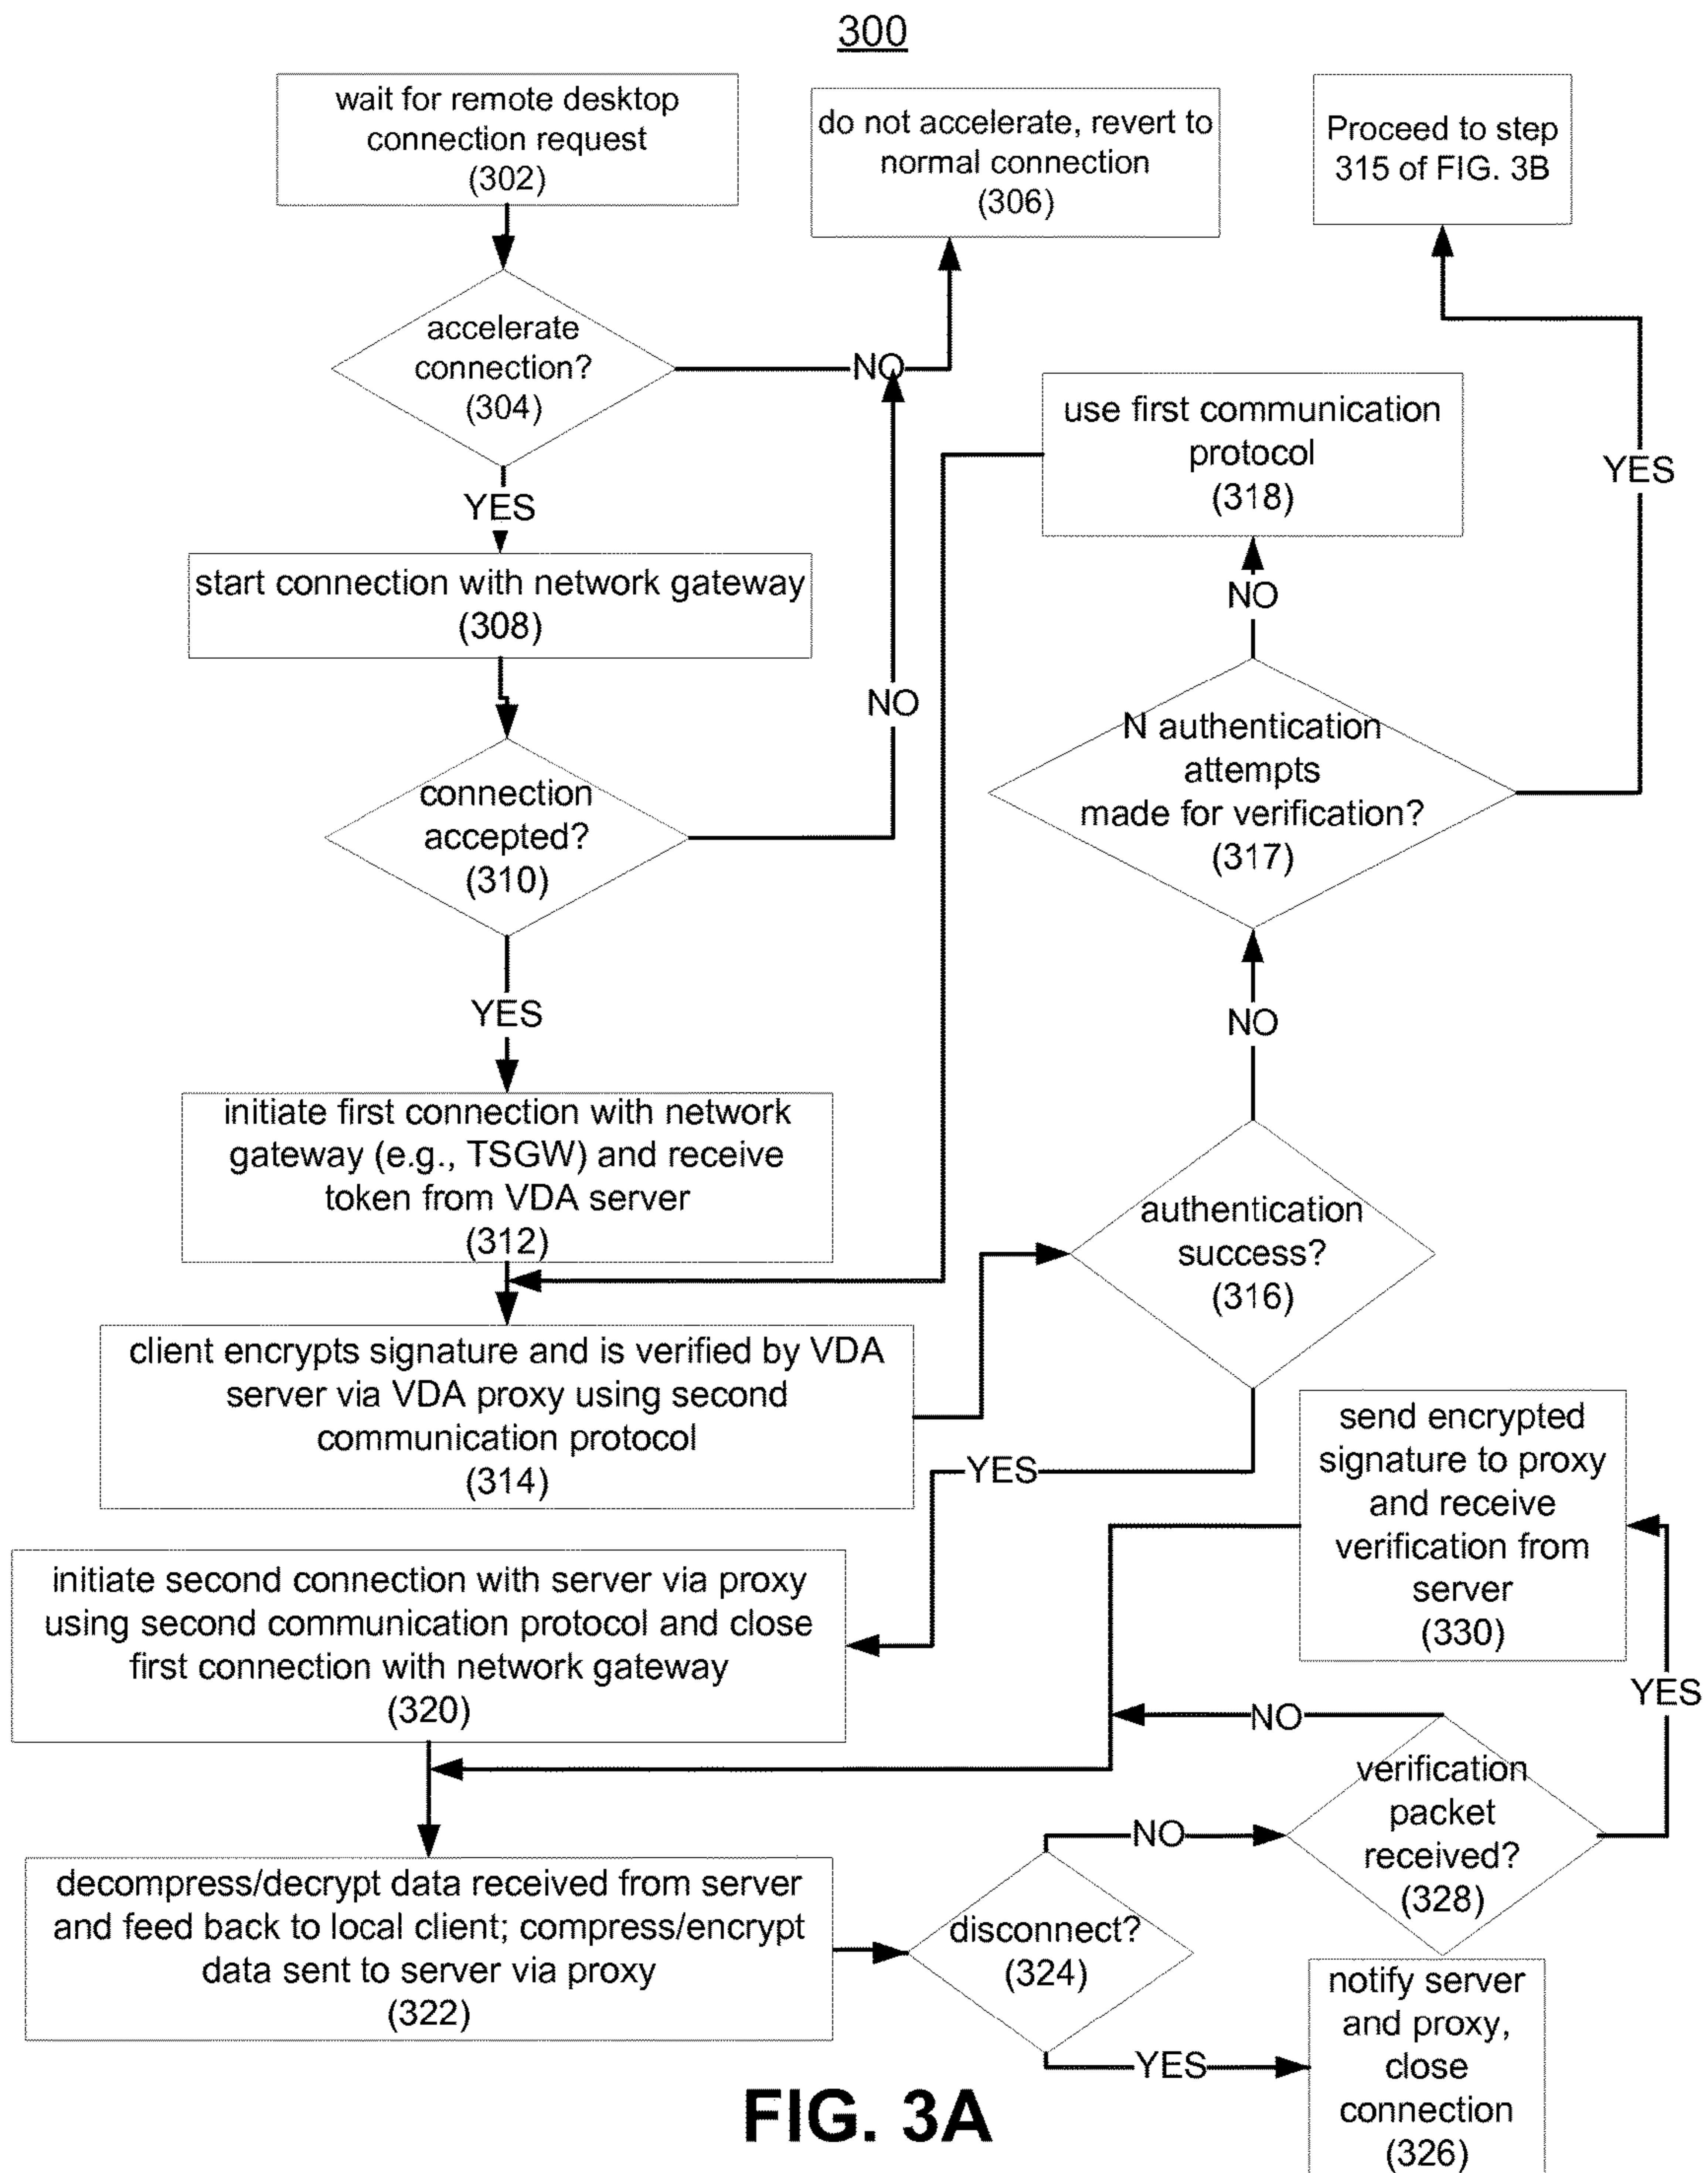 300
wait for remote desktop
connection request
(302)
do not accelerate, revert to
normal connection
(306)
Proceed to step
315 of FIG. 3B
accelerate
connection?
(304)
NO
YES
start connection with network gateway
(308)
NO
connection
accepted?
(310)
YES
initiate first connection with network
gateway (e.g., TSGW) and receive
token from VDA server
(312)
use first communication
protocol
(318)
YES
NO
N authentication
attempts
made for verification?
(317)
NO
authentication
success?
(316)
client encrypts signature and is verified by VDA
server via VDA proxy using second
communication protocol
(314)
YES
send encrypted
signature to proxy
and receive
verification from
server
(330)
initiate second connection with server via proxy
using second communication protocol and close
first connection with network gateway
(320)
YES
NO
verification
packet
received?
(328)
NO
decompress/decrypt data received from server
and feed back to local client; compress/encrypt
data sent to server via proxy
(322)
disconnect?
(324)
YES
notify server
and proxy,
close
connection
(326)
FIG. 3A